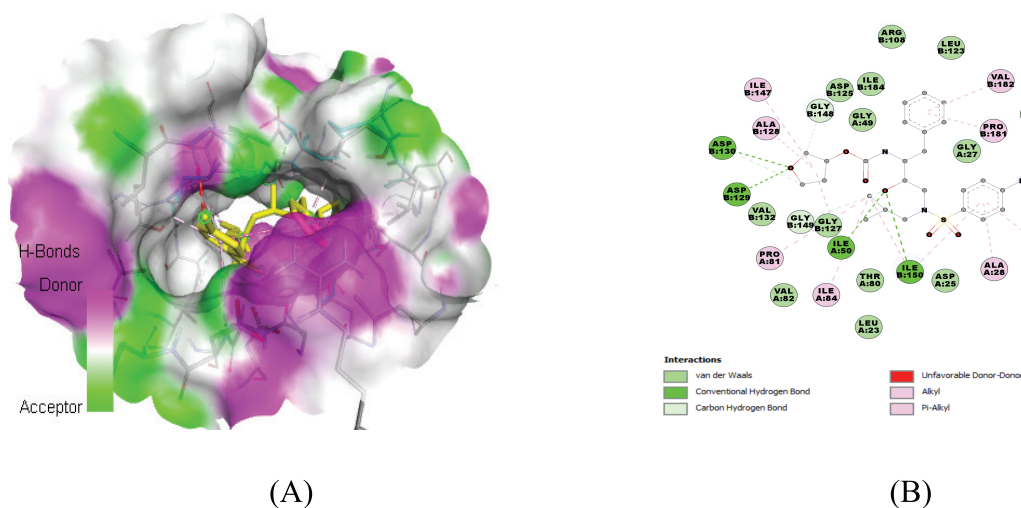 H-Bonds
Donor
Acceptor
ARG
B:108
LEU
B:123
ILE
B:147
ASP
B:125
ILE
B:184
VAL
B:182
GLY
B:148
GLY
A:49
ALA
B:128
PRO
B:181
ASP
B:130
GLY
A:27
ASP
B:129
VAL
B:132
GLY
B:149
GLY
B:127
ILE
A:50
PRO
A:81
ILE
B:150
ALA
A:28
THR
A:80
ASP
A:25
VAL
A:82
ILE
A:84
LEU
A:23
O
N
O
O
O
O
N
S
O
O
Interactions
van der Waals
Conventional Hydrogen Bond
Carbon Hydrogen Bond
Unfavorable Donor-Donor
Alkyl
Pi-Alkyl
(A)
(B)